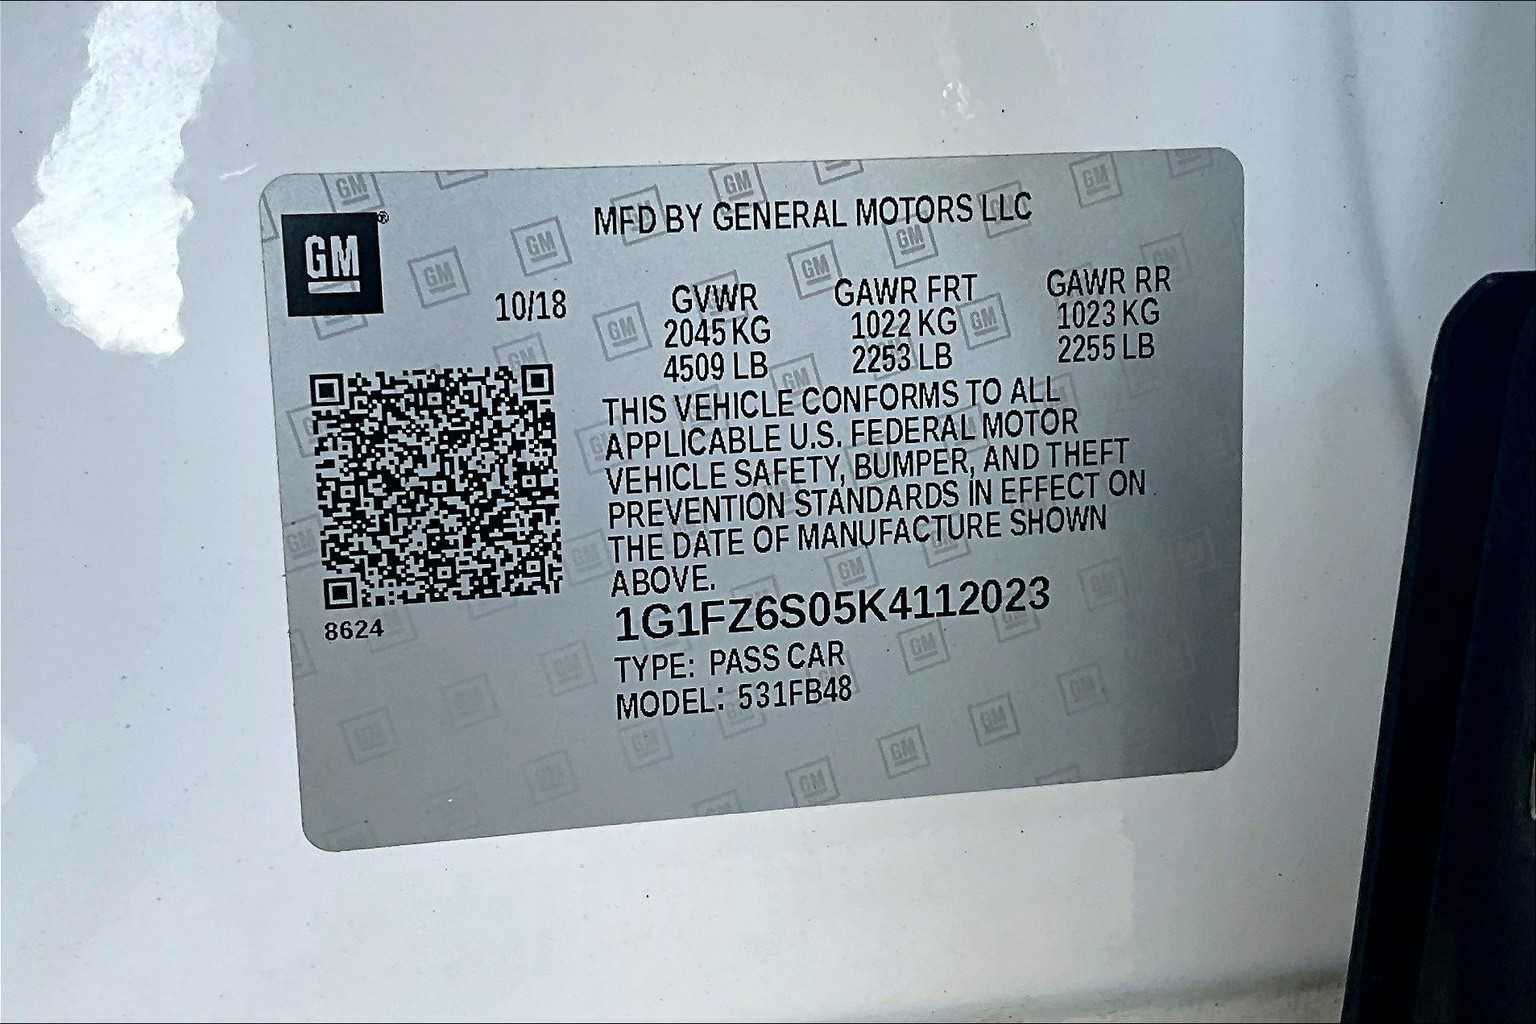 GM®
MFD BY GENERAL MOTORS LLC
10/18
GVWR GAWR FRT GAWR RR
2045 KG 1022 KG 1023 KG
4509 LB 2253 LB 2255 LB
THIS VEHICLE CONFORMS TO ALL
APPLICABLE U.S. FEDERAL MOTOR
VEHICLE SAFETY, BUMPER, AND THEFT
PREVENTION STANDARDS IN EFFECT ON
THE DATE OF MANUFACTURE SHOWN
ABOVE.
8624
1G1FZ6S05K4112023
TYPE: PASS CAR
MODEL: 531FB48